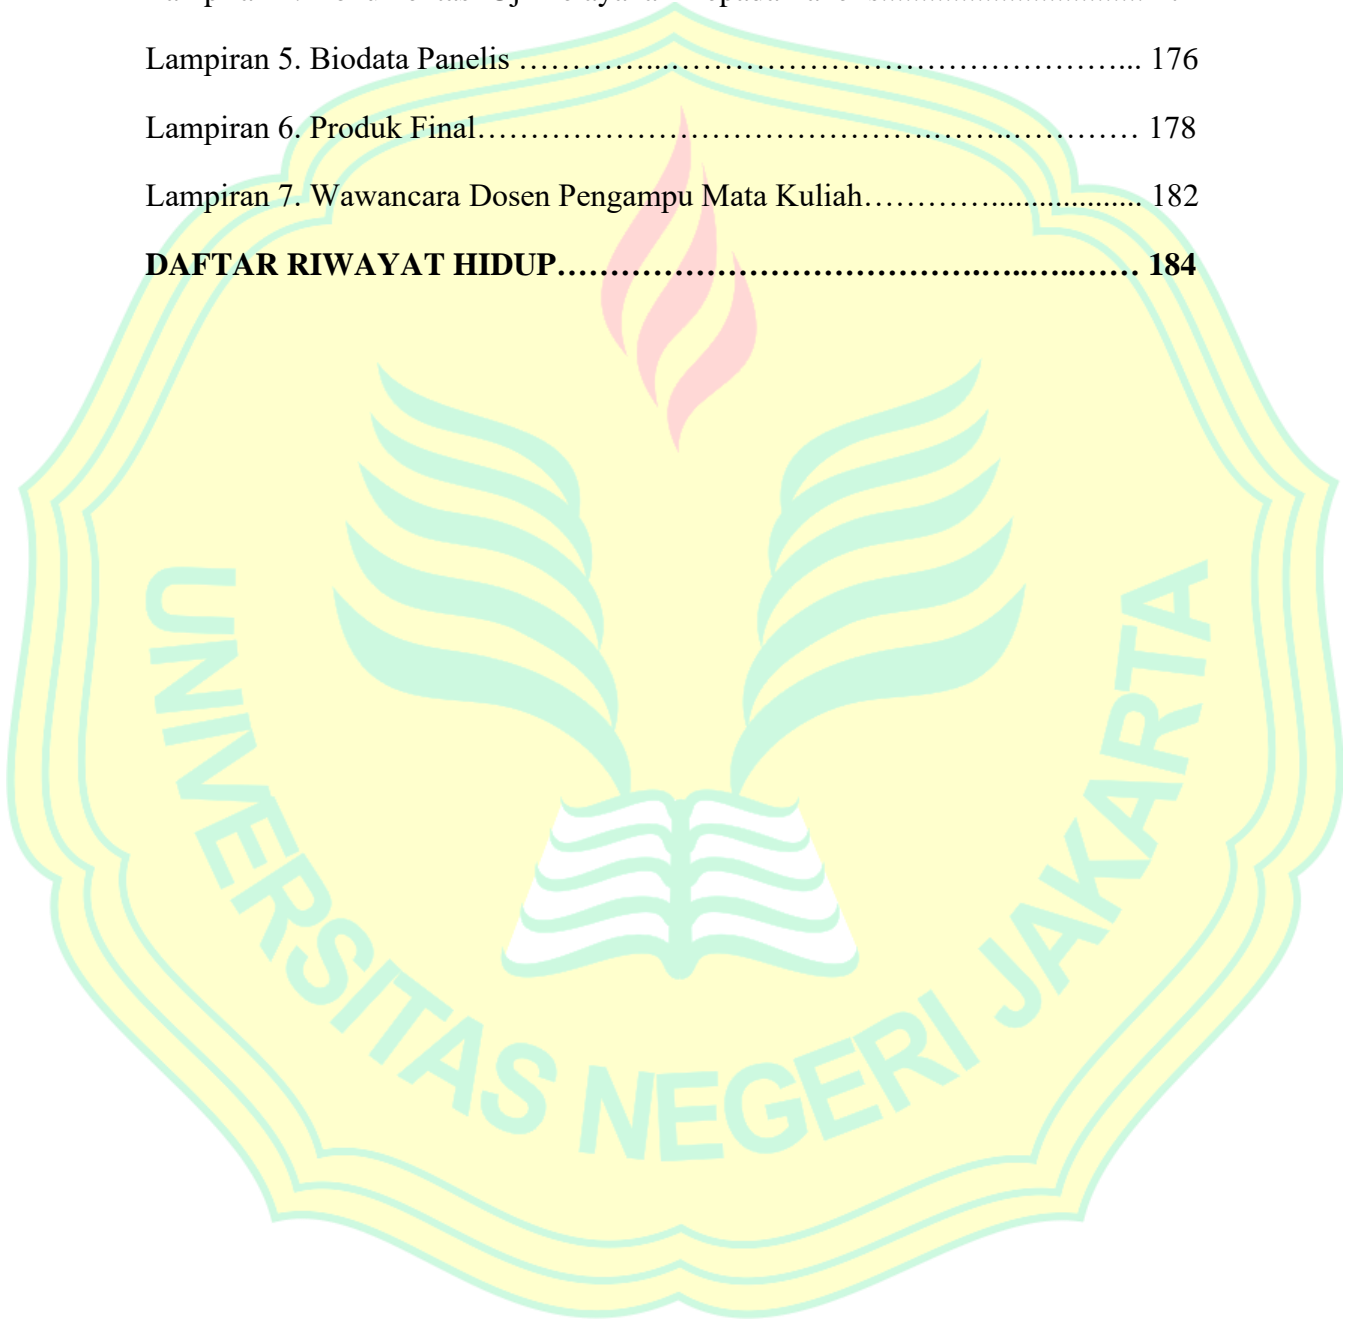 Lampiran 5. Biodata Panelis …………..……………………………………... 176
Lampiran 6. Produk Final…………………………………….……..………… 178
Lampiran 7. Wawancara Dosen Pengampu Mata Kuliah…………................... 182
DAFTAR RIWAYAT HIDUP………………………………….…..…..…… 184
UNIVERSITAS NEGERI JAKARTA